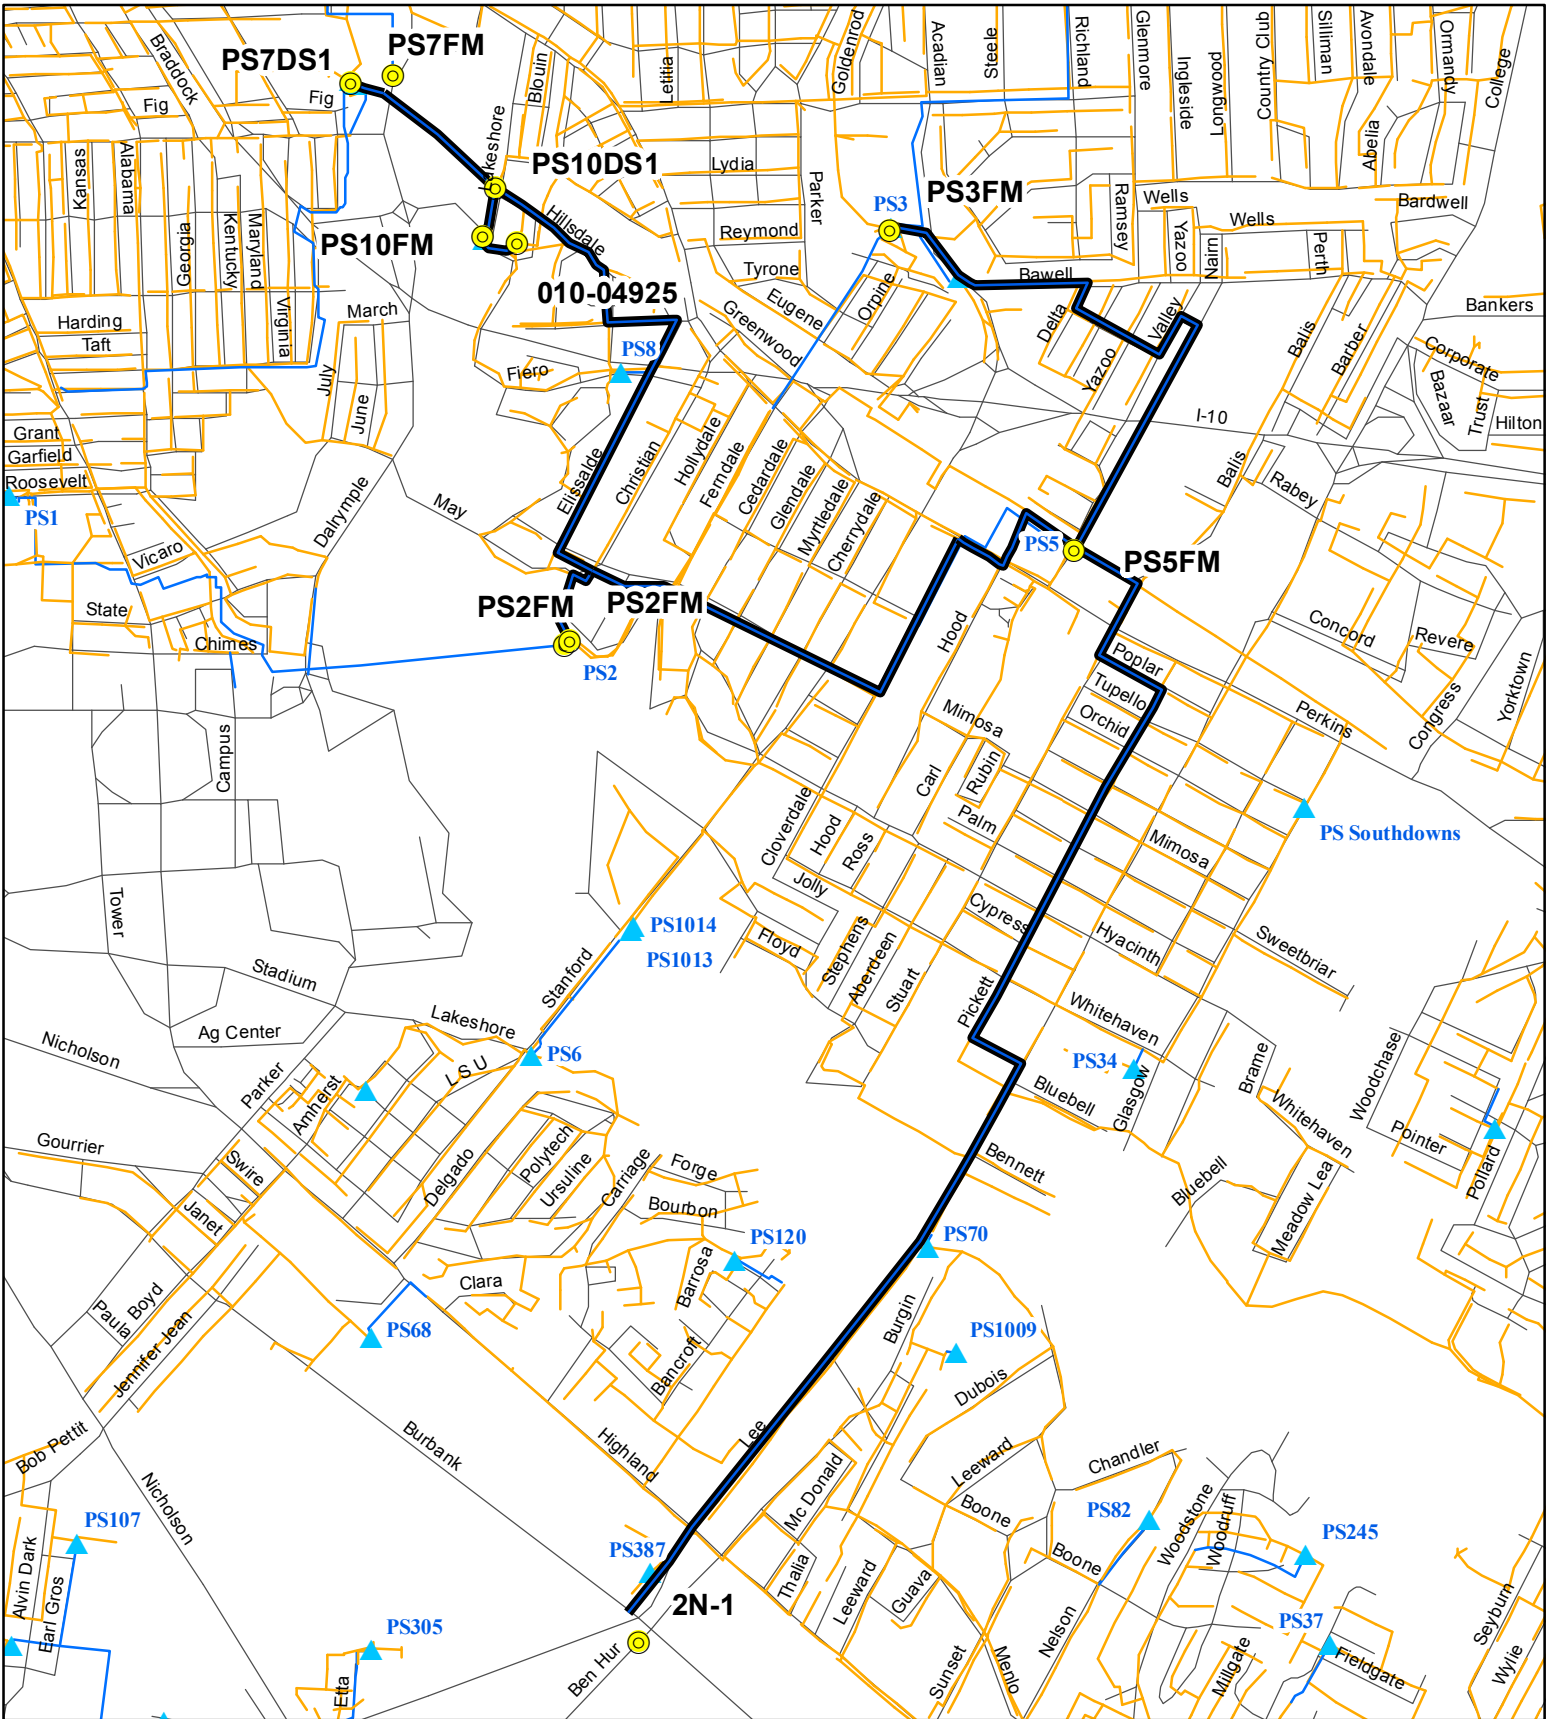 Braddock
PS7FM
PS7DS1
Fig
Fig
Blouin
Letitia
Goldenrod
Acadian
Steele
Richland
Glenmore
Ingleside
Longwood
Country Club
Silliman
Avondale
Ormandy
College
Abelia
Kansas
Alabama
Lakeshore
PS10DS1
Lydia
Parker
PS3FM
PS3
Ramsey
Wells
Wells
Bardwell
Georgia
Kentucky
Maryland
Virginia
Hillsdale
PS10FM
Reymond
Tyrone
Yazoo
Nairn
Perth
Bawell
010-04925
Eugene
Orpine
Greenwood
Delta
Valley
Yazoo
Balis
Barber
Bankers
March
Harding
Taft
July
June
PS8
Fiero
Corporate
Bazaar
Trust
Hilton
I-10
Grant
Garfield
Roosevelt
PS1
May
Elissalde
Christian
Hollydale
Ferndale
Cedardale
Glendale
Myrtledale
Cherrydale
Balis
Rabey
Dalrymple
Vicaro
PS5
PS5FM
State
Chimes
PS2FM
PS2FM
PS2
Hood
Concord
Revere
Poplar
Tupello
Orchid
Perkins
Congress
Yorktown
Campus
Mimosa
Carl
Rubin
Palm
Cloverdale
Hood
Ross
Jolly
Mimosa
PS Southdowns
Tower
PS1014
PS1013
Floyd
Stephens
Aberdeen
Stuart
Cypress
Hyacinth
Sweetbriar
Stadium
Stanford
Pickett
Whitehaven
Nicholson
Ag Center
Lakeshore
L S U
PS6
PS34
Glasgow
Brame
Woodchase
Parker
Amherst
Bluebell
Whitehaven
Pointer
Pollard
Gourrier
Swire
Janet
Delgado
Polytech
Ursuline
Carriage
Forge
Bourbon
Bennett
Bluebell
Meadow Lea
PS120
PS70
Paula
Boyd
Jennifer Jean
Clara
Barrosa
Bancroft
PS68
Burgin
PS1009
Dubois
Bob Pettit
Burbank
Highland
Lee
Leeward
Chandler
Nicholson
Mc Donald
Boone
PS82
Woodstone
Woodruff
PS245
PS107
Alvin Dark
Earl Gros
PS387
Thalia
Leeward
Guava
Boone
2N-1
PS305
Etta
Ben Hur
Sunset
Menlo
Nelson
PS37
Millgate
Fieldgate
Seyburn
Wylie